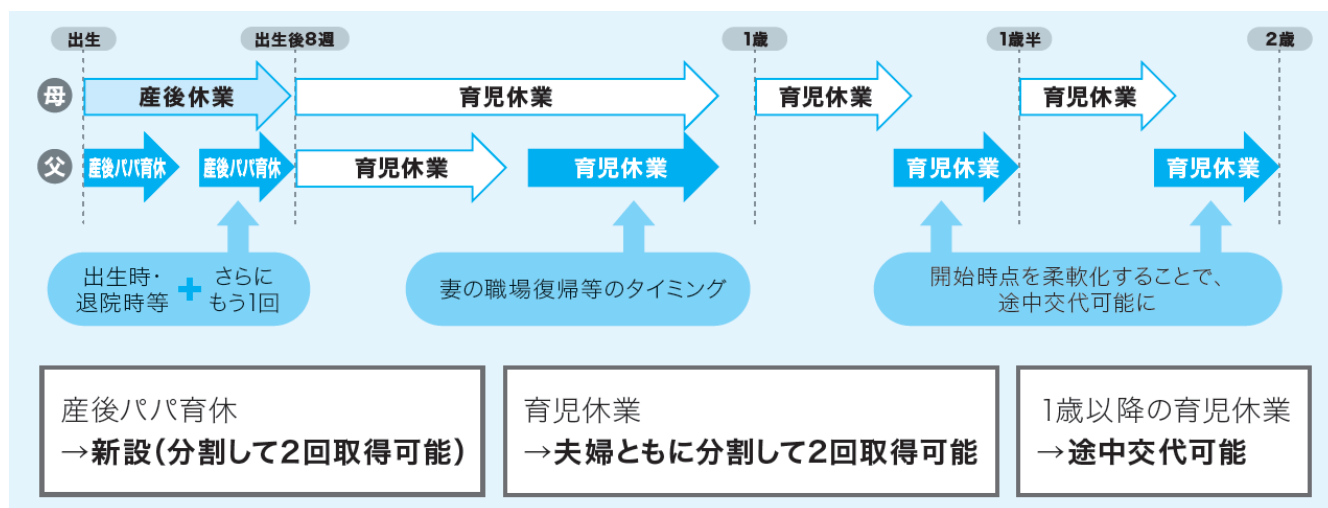 出生
出生後8週
1歳
1歳半
2歳
母
産後休業
育児休業
育児休業
育児休業
父
産後パパ育休
産後パパ育休
育児休業
育児休業
育児休業
育児休業
出生時・
退院時等
+
さらに
もう1回
妻の職場復帰等のタイミング
開始時点を柔軟化することで、
途中交代可能に
産後パパ育休
→新設(分割して2回取得可能)
育児休業
→夫婦ともに分割して2回取得可能
1歳以降の育児休業
→途中交代可能